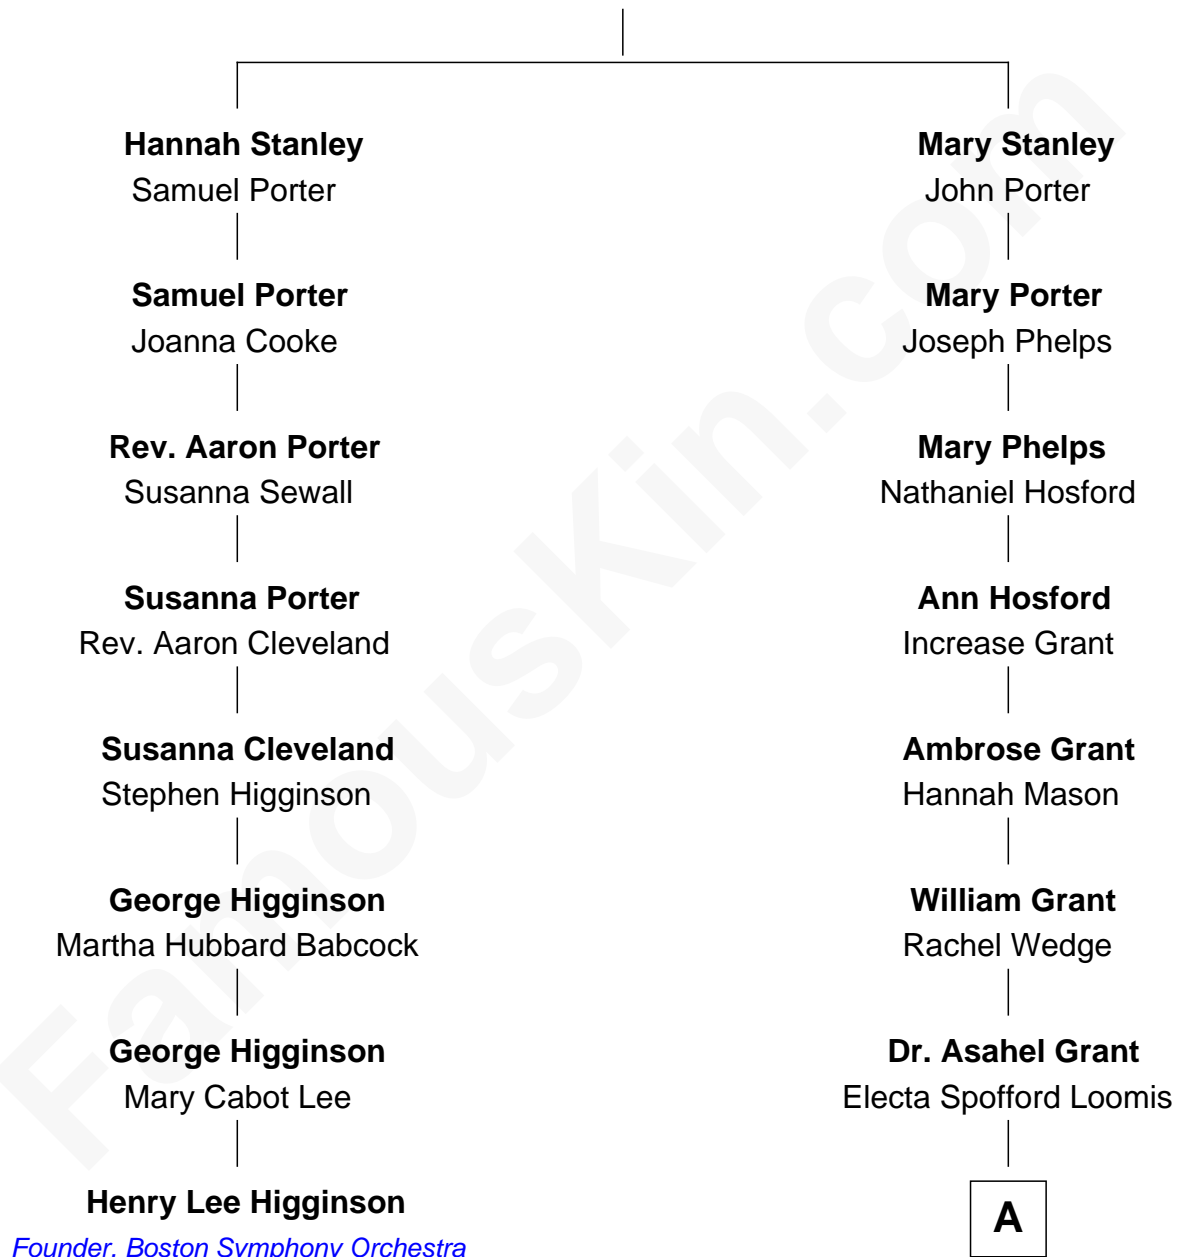 Hannah Stanley
Samuel Porter
Samuel Porter
Joanna Cooke
Rev. Aaron Porter
Susanna Sewall
Susanna Porter
Rev. Aaron Cleveland
Susanna Cleveland
Stephen Higginson
George Higginson
Martha Hubbard Babcock
George Higginson
Mary Cabot Lee
Henry Lee Higginson
Founder, Boston Symphony Orchestra
Mary Stanley
John Porter
Mary Porter
Joseph Phelps
Mary Phelps
Nathaniel Hosford
Ann Hosford
Increase Grant
Ambrose Grant
Hannah Mason
William Grant
Rachel Wedge
Dr. Asahel Grant
Electa Spofford Loomis
A
FamousKin.com